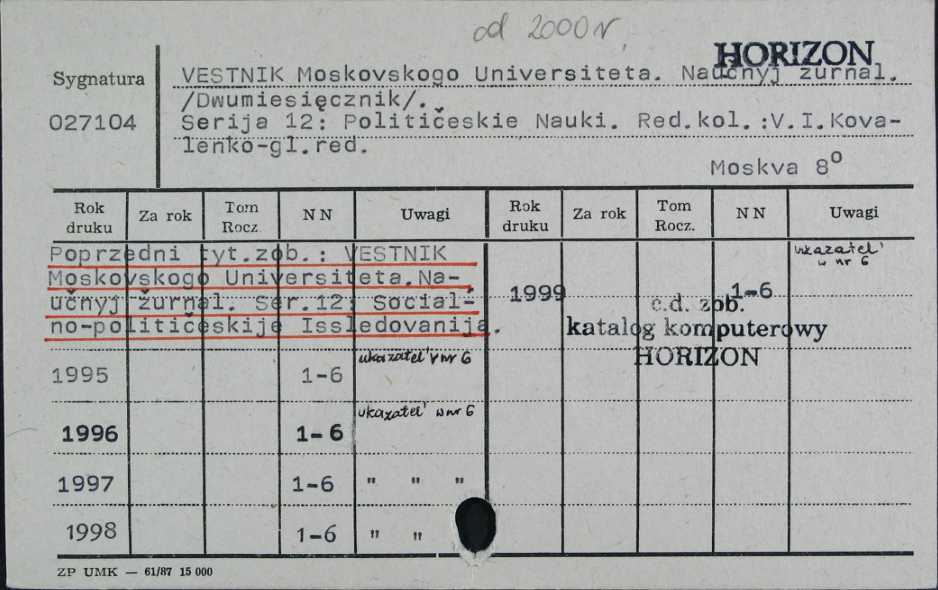 od 2000 r.
HORIZON
Sygnatura
027104
VESTNIK Moskovskogo Universiteta. Naučnyj žurnal.
/Dwumiesięcznik/.
Serija 12: Političeskie Nauki. Red.kol.:V.I.Kova-
lenko-gl.red.
Moskva 8⁰
Rok druku Za rok Tom Rocz. NN Uwagi Rok druku Za rok Tom Rocz. NN Uwagi
Poprzedni tyt.zob.: VESTNIK
Moskovskogo Universiteta.Na-
učnyj žurnal. Ser.12: Social-
no-političeskije Issledovanija.
1999 1-6 ukazatel' w nr 6
c.d. zob.
katalog komputerowy
HORIZON
1995 1-6 ukazatel' w nr 6
1996 1-6 ukazatel' w nr 6
1997 1-6 " " "
1998 1-6 " "
ZP UMK — 61/87 15 000